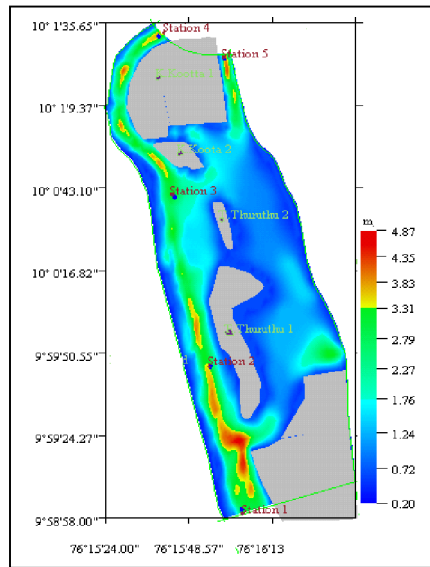 10° 1'35.65"
Station 4
Station 5
10° 1'19.37"
Koota 2
10° 0'43.10"
Station 3
Thuruthu 2
m
4.87
4.35
3.83
3.31
2.79
2.27
1.76
1.24
0.72
0.20
10° 0'16.82"
Thuruthu 1
9° 59'50.55"
Station 2
9° 59'24.27"
9° 58'58.00"
Station 1
76° 15'24.00"
76° 15'48.57"
76° 16'13